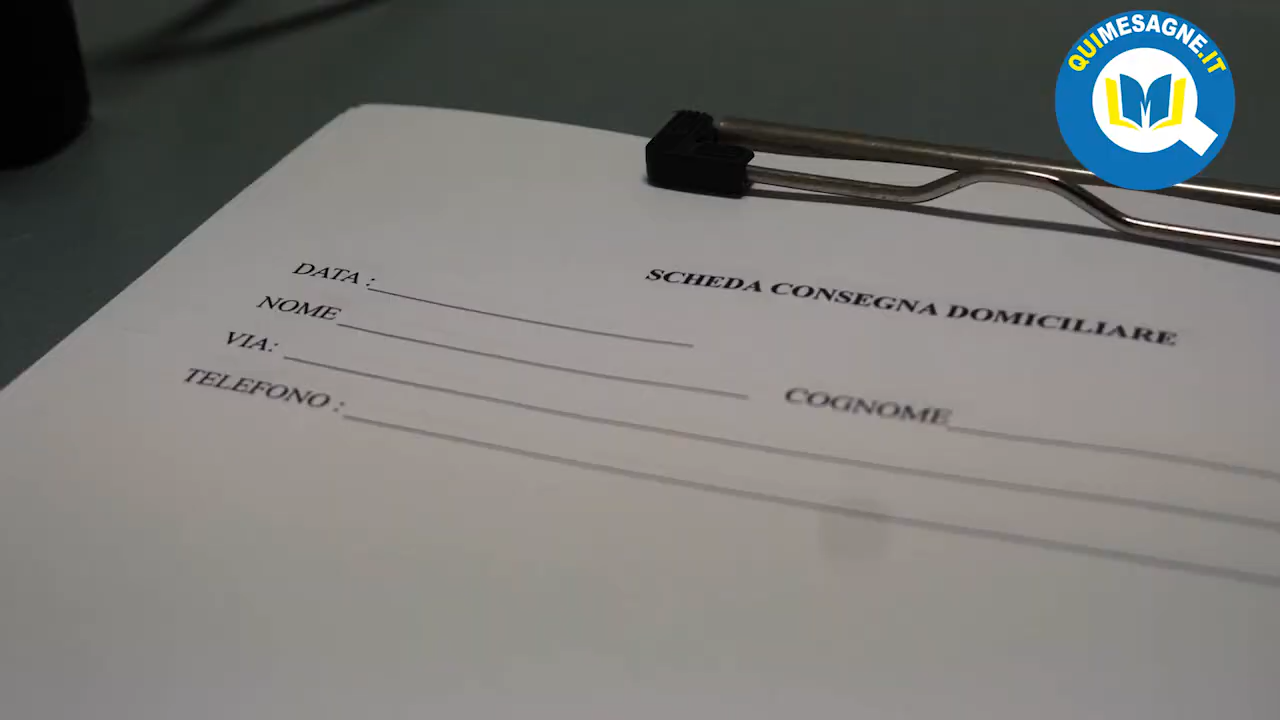 QUIMESAGNE.IT
SCHEDA CONSEGNA DOMICILIARE
DATA :
NOME
COGNOME
VIA:
TELEFONO :